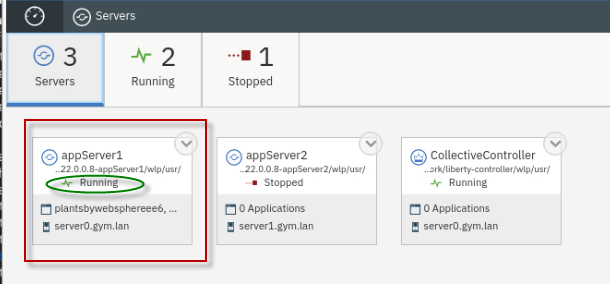 Servers
3
Servers
2
Running
1
Stopped
appServer1
...22.0.0.8-appServer1/wlp/usr/
Running
plantsbywebsphereee6, ...
server0.gym.lan
appServer2
...22.0.0.8-appServer2/wlp/usr/
Stopped
0 Applications
server1.gym.lan
CollectiveController
...ork/liberty-controller/wlp/usr/
Running
0 Applications
server0.gym.lan